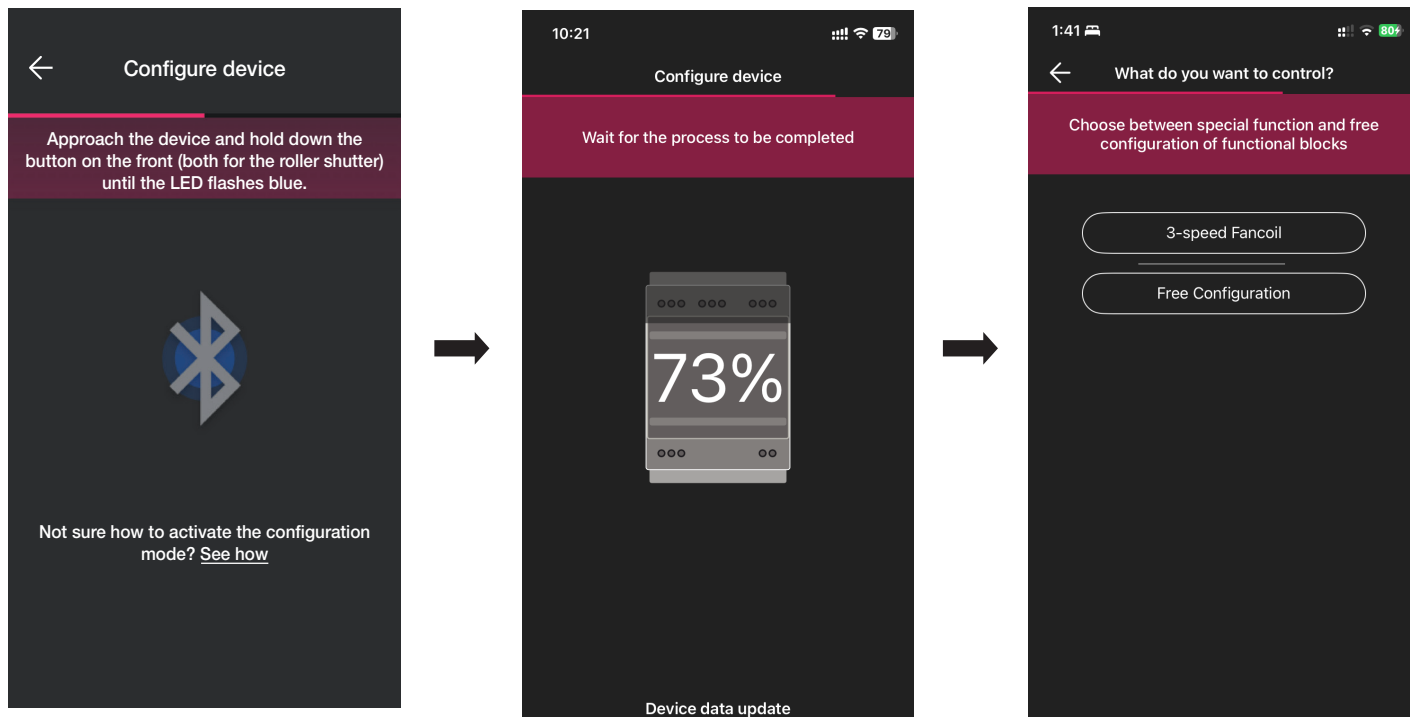 Configure device
Approach the device and hold down the
button on the front (both for the roller shutter)
until the LED flashes blue.
Not sure how to activate the configuration
mode? See how
10:21
79
Configure device
Wait for the process to be completed
73%
Device data update
1:41
80
What do you want to control?
Choose between special function and free
configuration of functional blocks
3-speed Fancoil
Free Configuration